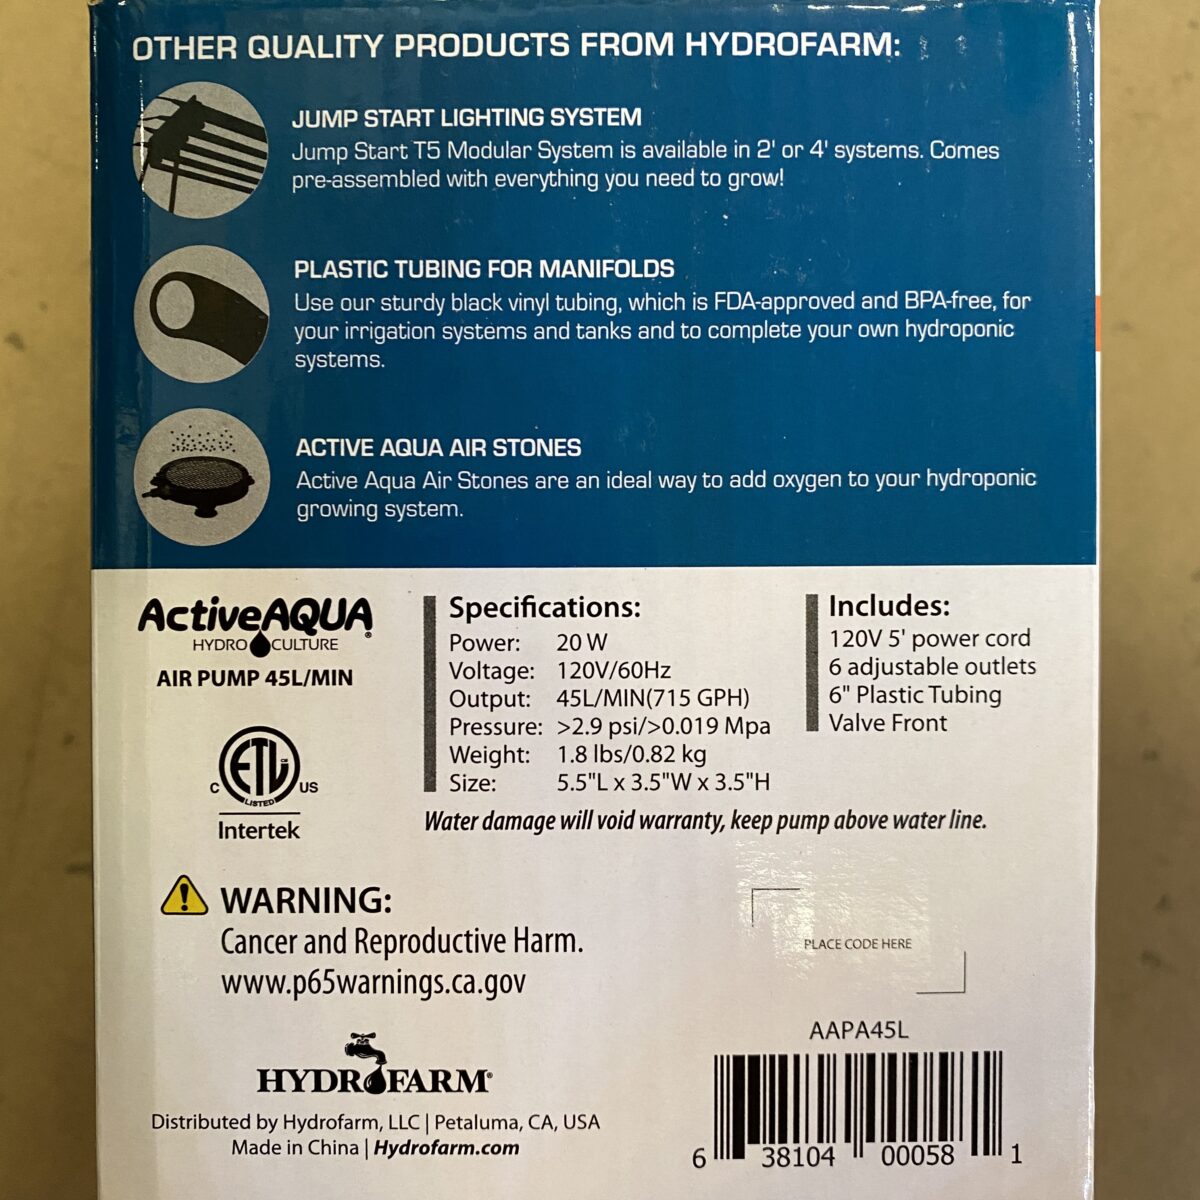 OTHER QUALITY PRODUCTS FROM HYDROFARM:
JUMP START LIGHTING SYSTEM
Jump Start T5 Modular System is available in 2' or 4' systems. Comes
pre-assembled with everything you need to grow!
PLASTIC TUBING FOR MANIFOLDS
Use our sturdy black vinyl tubing, which is FDA-approved and BPA-free, for
your irrigation systems and tanks and to complete your own hydroponic
systems.
ACTIVE AQUA AIR STONES
Active Aqua Air Stones are an ideal way to add oxygen to your hydroponic
growing system.
ActiveAQUA®
HYDROCULTURE
AIR PUMP 45L/MIN
ETL
C US
LISTED
Intertek
Specifications:
Power: 20 W
Voltage: 120V/60Hz
Output: 45L/MIN(715 GPH)
Pressure: >2.9 psi/>0.019 Mpa
Weight: 1.8 lbs/0.82 kg
Size: 5.5"L x 3.5"W x 3.5"H
Includes:
120V 5' power cord
6 adjustable outlets
6" Plastic Tubing
Valve Front
Water damage will void warranty, keep pump above water line.
WARNING:
Cancer and Reproductive Harm.
www.p65warnings.ca.gov
PLACE CODE HERE
HYDROFARM®
Distributed by Hydrofarm, LLC | Petaluma, CA, USA
Made in China | Hydrofarm.com
AAPA45L
6 38104 00058 1